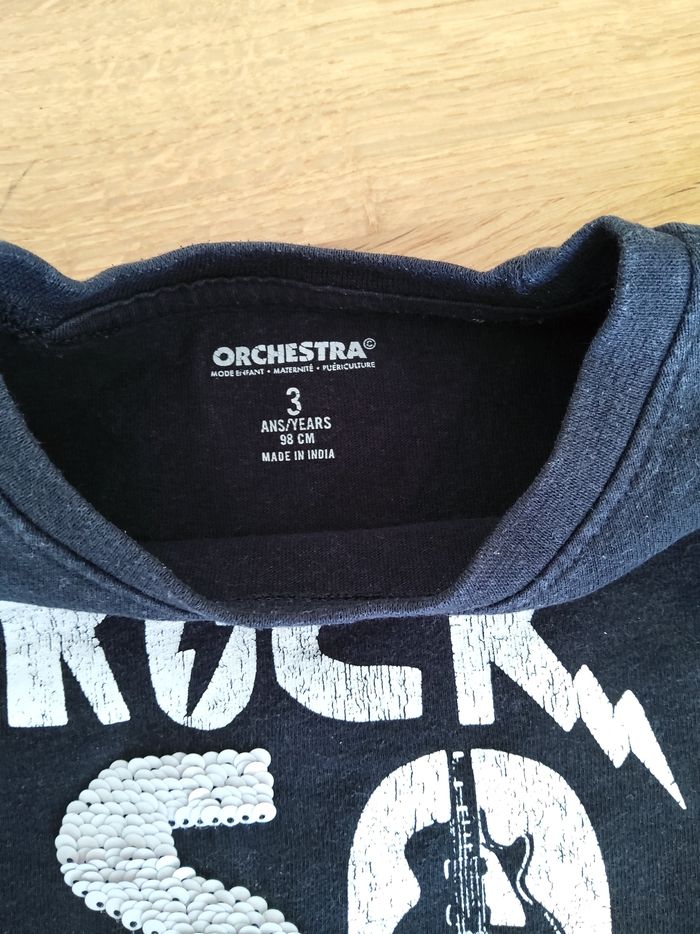 ORCHESTRA©
MODE ENFANT • MATERNITÉ • PUÉRICULTURE
3
ANS/YEARS
98 CM
MADE IN INDIA
ROCK